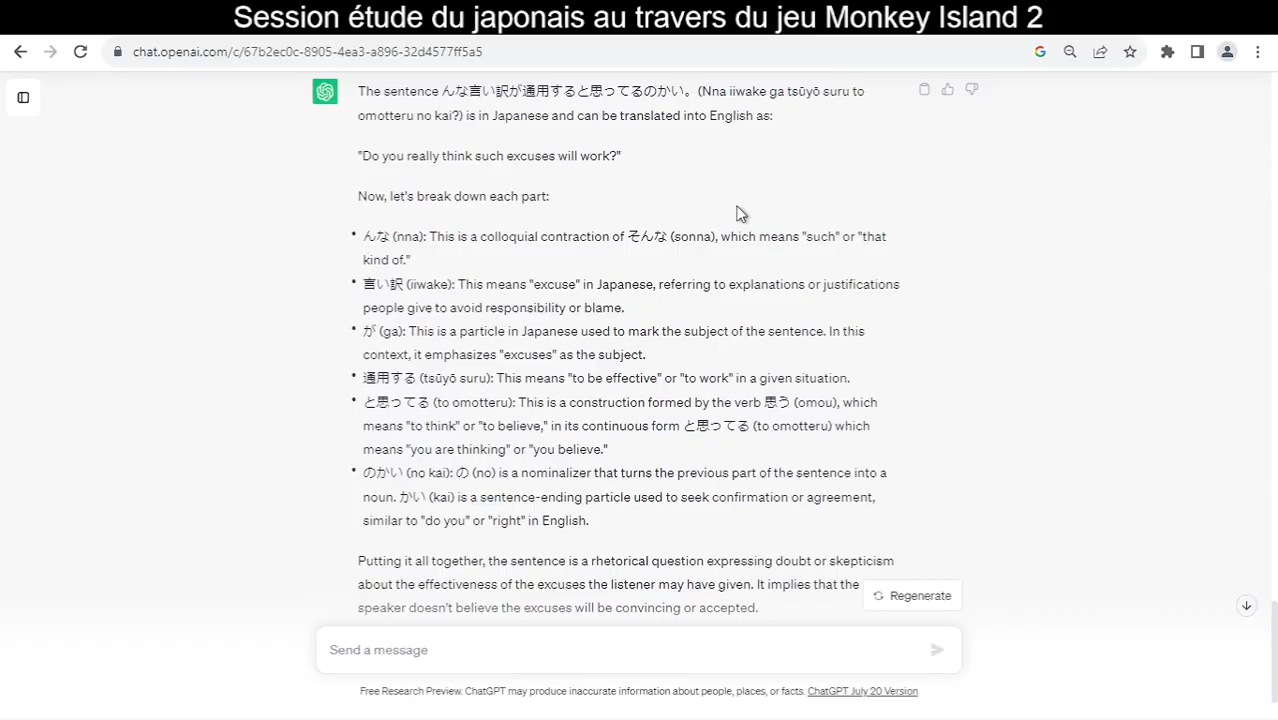 Session étude du japonais au travers du jeu Monkey Island 2
chat.openai.com/c/67b2ec0c-8905-4ea3-a896-32d4577ff5a5
The sentence んな言い訳が通用すると思ってるのかい。(Nna iiwake ga tsūyō suru to
omotteru no kai?) is in Japanese and can be translated into English as:
"Do you really think such excuses will work?"
Now, let's break down each part:
• んな (nna): This is a colloquial contraction of そんな (sonna), which means "such" or "that
kind of."
• 言い訳 (iiwake): This means "excuse" in Japanese, referring to explanations or justifications
people give to avoid responsibility or blame.
• が (ga): This is a particle in Japanese used to mark the subject of the sentence. In this
context, it emphasizes "excuses" as the subject.
• 通用する (tsūyō suru): This means "to be effective" or "to work" in a given situation.
• と思ってる (to omotteru): This is a construction formed by the verb 思う (omou), which
means "to think" or "to believe," in its continuous form と思ってる (to omotteru) which
means "you are thinking" or "you believe."
• のかい (no kai): の (no) is a nominalizer that turns the previous part of the sentence into a
noun. かい (kai) is a sentence-ending particle used to seek confirmation or agreement,
similar to "do you" or "right" in English.
Putting it all together, the sentence is a rhetorical question expressing doubt or skepticism
about the effectiveness of the excuses the listener may have given. It implies that the
speaker doesn't believe the excuses will be convincing or accepted.
Regenerate
Send a message
Free Research Preview. ChatGPT may produce inaccurate information about people, places, or facts. ChatGPT July 20 Version